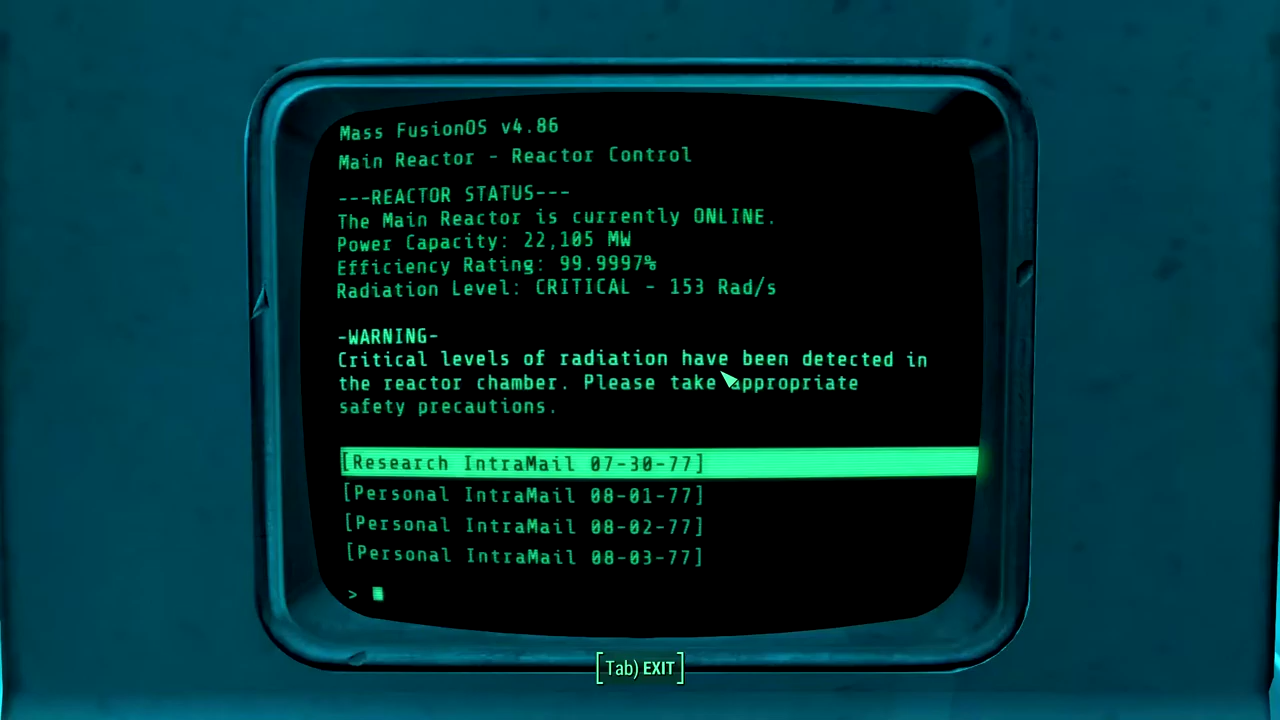 Mass FusionOS v4.86
Main Reactor - Reactor Control
---REACTOR STATUS---
The Main Reactor is currently ONLINE.
Power Capacity: 22,105 MW
Efficiency Rating: 99.9997%
Radiation Level: CRITICAL - 153 Rad/s
-WARNING-
Critical levels of radiation have been detected in
the reactor chamber. Please take appropriate
safety precautions.
[Research IntraMail 07-30-77]
[Personal IntraMail 08-01-77]
[Personal IntraMail 08-02-77]
[Personal IntraMail 08-03-77]
>
[Tab) EXIT]